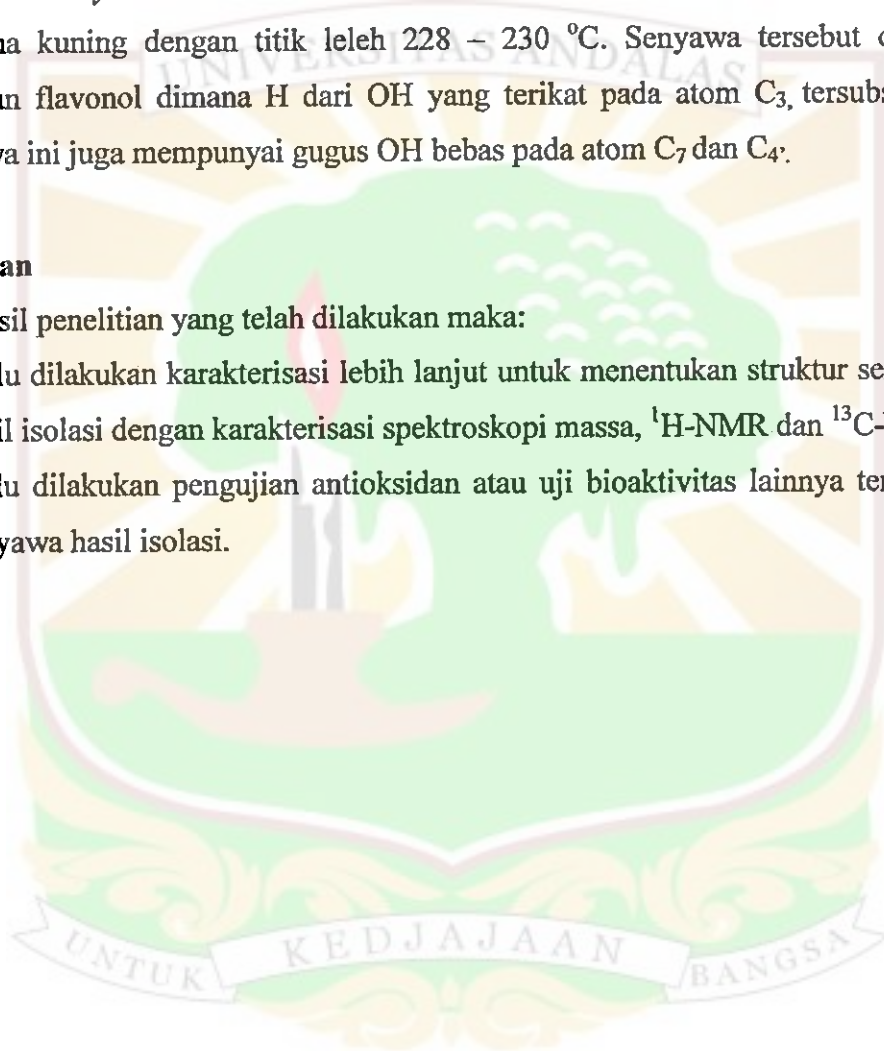 na kuning dengan titik leleh 228 – 230 °C. Senyawa tersebut
UNIVERSITAS ANDALAS
n flavonol dimana H dari OH yang terikat pada atom C₃, tersubs
a ini juga mempunyai gugus OH bebas pada atom C₇ dan C₄'.
an
sil penelitian yang telah dilakukan maka:
lu dilakukan karakterisasi lebih lanjut untuk menentukan struktur se
il isolasi dengan karakterisasi spektroskopi massa, ¹H-NMR dan ¹³C-
lu dilakukan pengujian antioksidan atau uji bioaktivitas lainnya ter
yawa hasil isolasi.
UNTUK KEDJAJAAN BANGSA